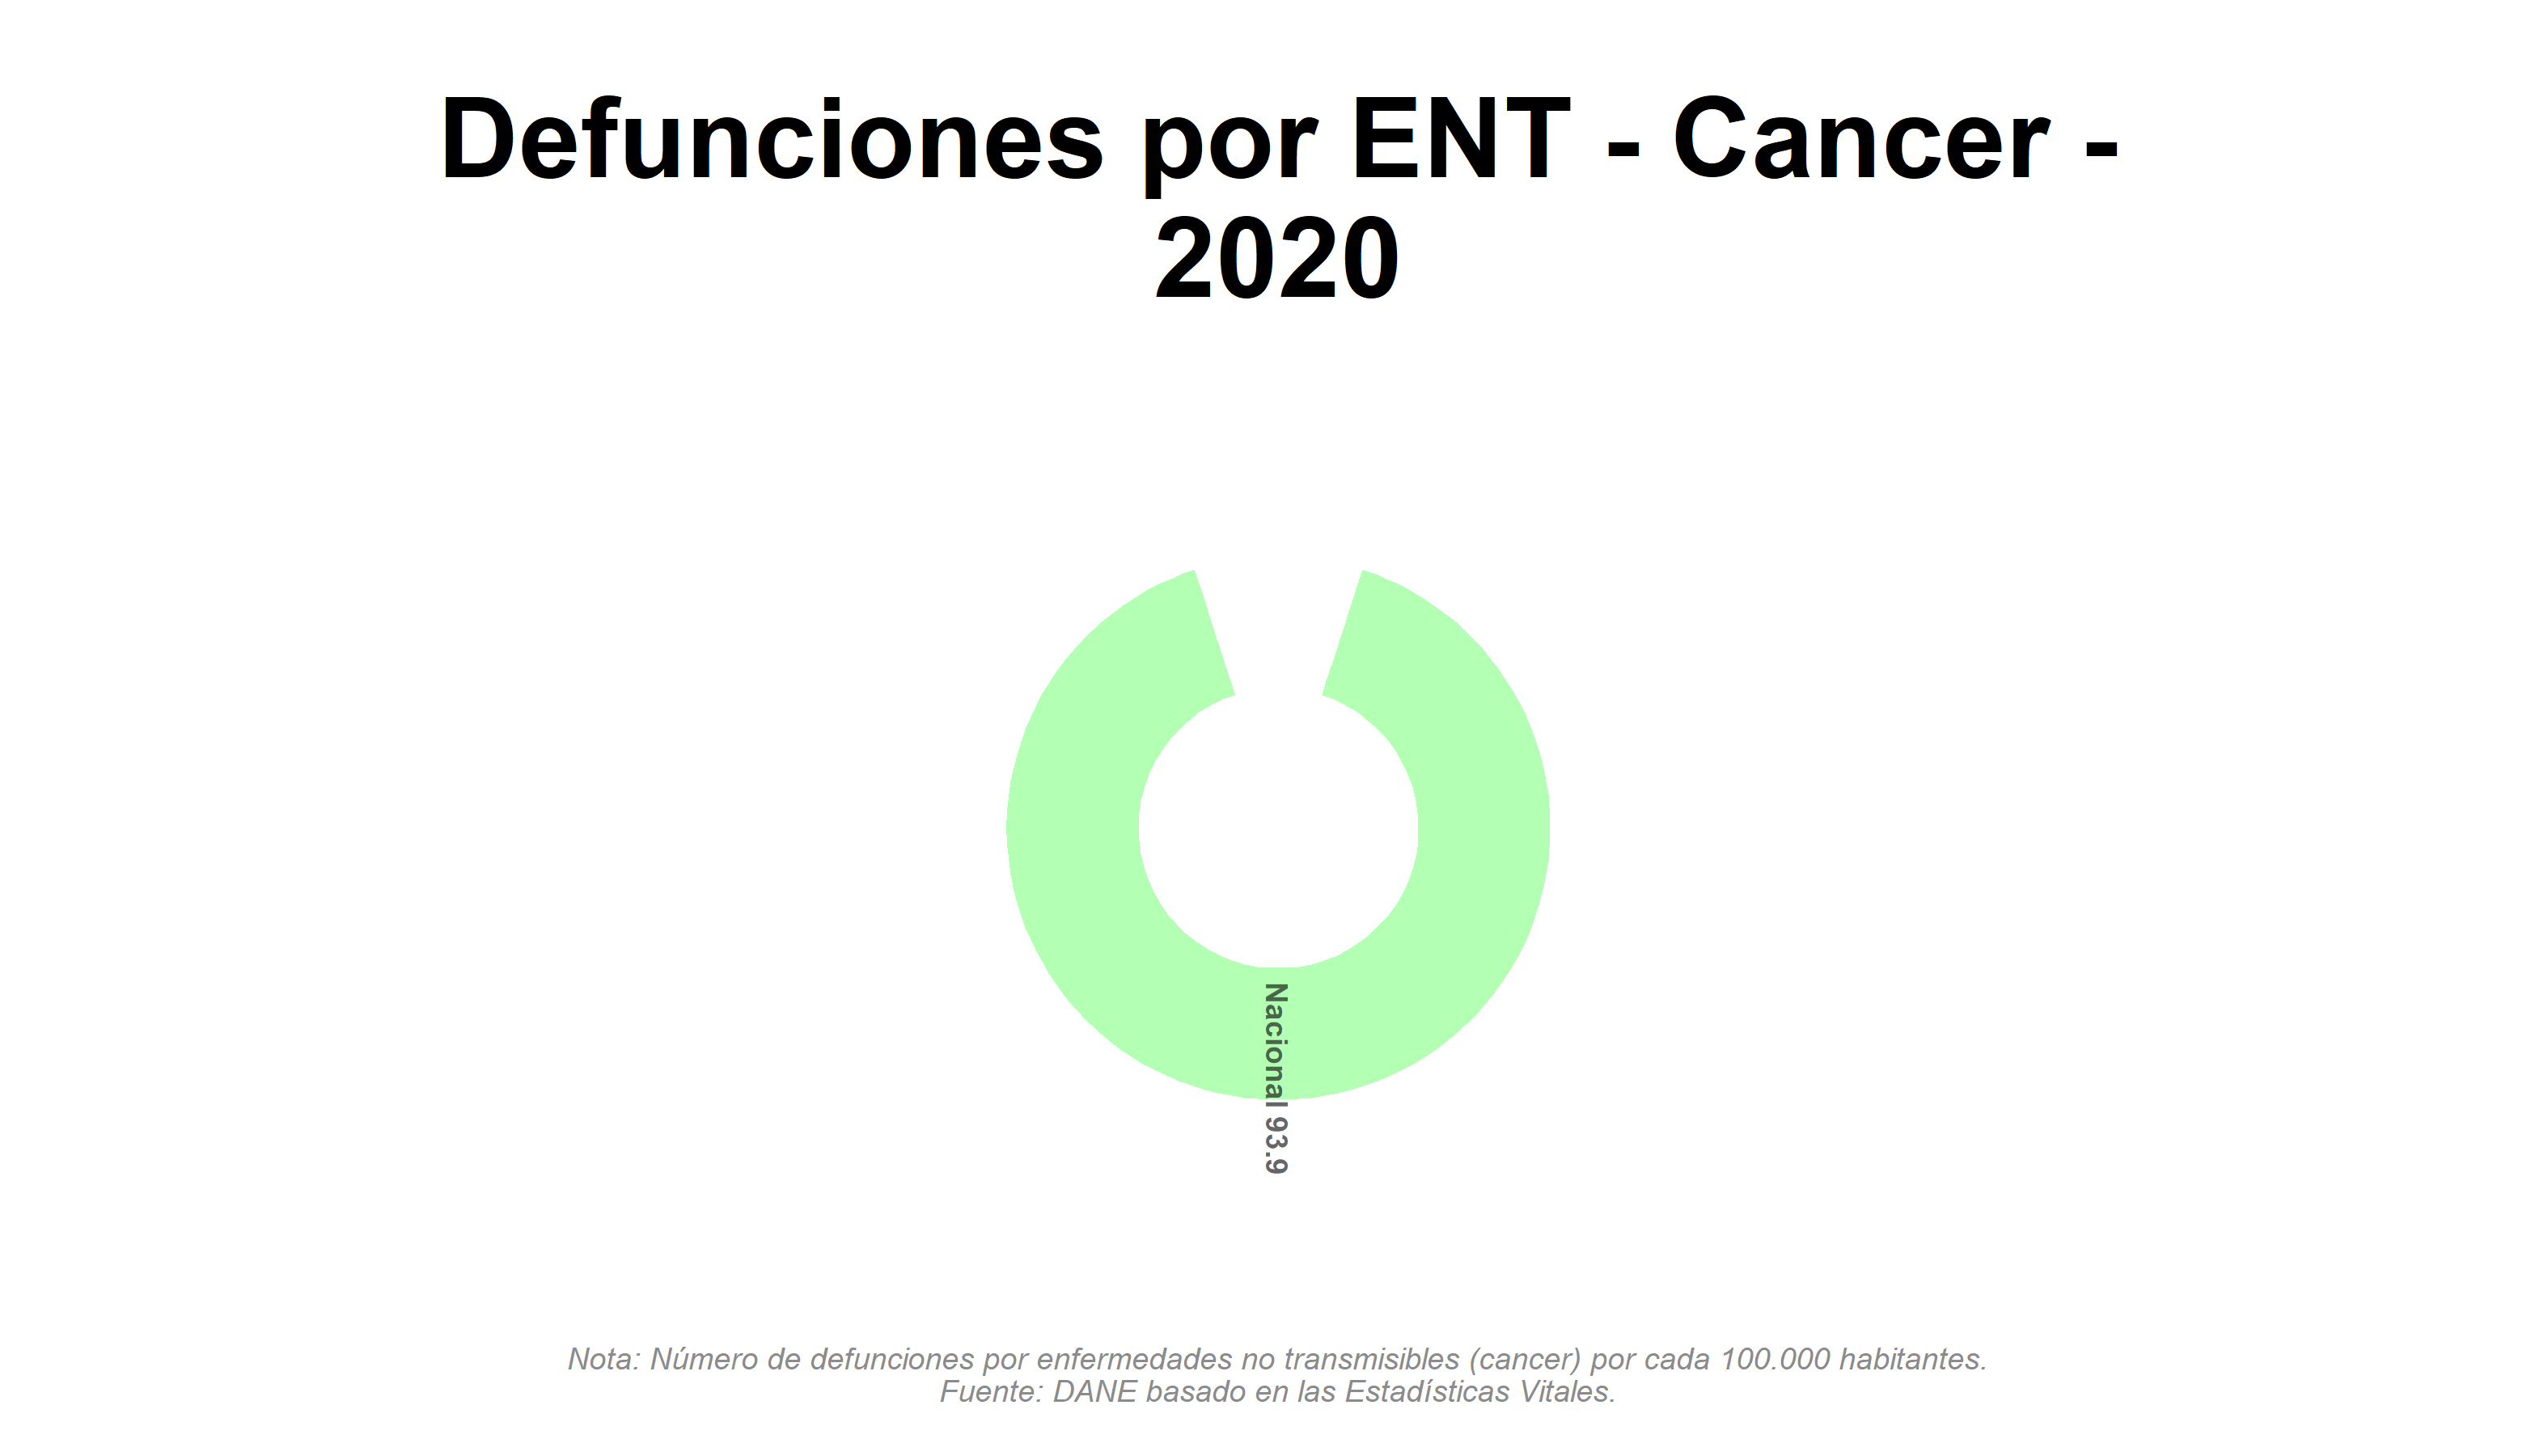 Defunciones por ENT - Cancer -
2020
Nacional 93.9
Nota: Número de defunciones por enfermedades no transmisibles (cancer) por cada 100.000 habitantes.
Fuente: DANE basado en las Estadísticas Vitales.